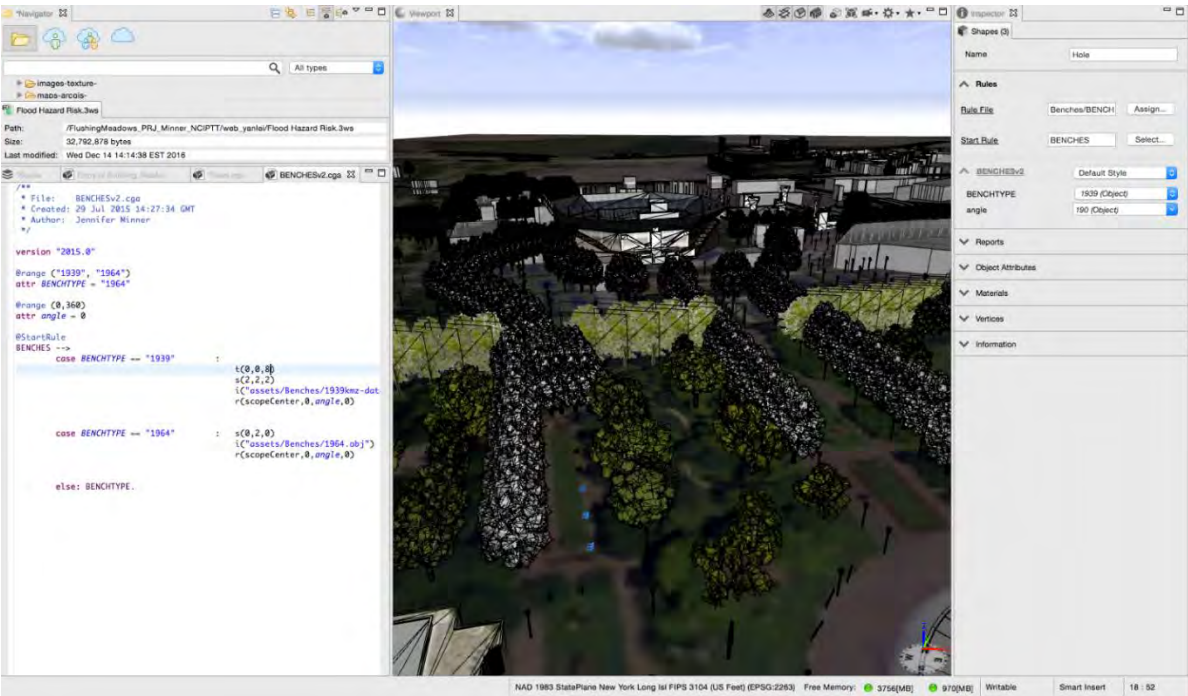 *Navigator
All types
images-texture-
maps-arcgis-
Flood Hazard Risk.3ws
Path: /FlushingMeadows_PRJ_Minner_NCIPTT/web_yanlei/Flood Hazard Risk.3ws
Size: 32,792,878 bytes
Last modified: Wed Dec 14 14:14:38 EST 2016
BENCHESv2.cga
/**
* File: BENCHESv2.cga
* Created: 29 Jul 2015 14:27:34 GMT
* Author: Jennifer Minner
*/
version "2015.0"
@range ("1939", "1964")
attr BENCHTYPE = "1964"
@range (0,360)
attr angle = 0
@StartRule
BENCHES -->
case BENCHTYPE == "1939" :
t(0,0,8)
s(2,2,2)
i("assets/Benches/1939kmz-dat
r(scopeCenter,0,angle,0)
case BENCHTYPE == "1964" : s(0,2,0)
i("assets/Benches/1964.obj")
r(scopeCenter,0,angle,0)
else: BENCHTYPE.
Viewport
Inspector
Shapes (3)
Name Hole
Rules
Rule File Benches/BENCH Assign...
Start Rule BENCHES Select...
BENCHESv2 Default Style
BENCHTYPE 1939 (Object)
angle 190 (Object)
Reports
Object Attributes
Materials
Vertices
Information
NAD 1983 StatePlane New York Long Isl FIPS 3104 (US Feet) (EPSG:2263) Free Memory: 3756[MB] 970[MB] Writable Smart Insert 18 : 52